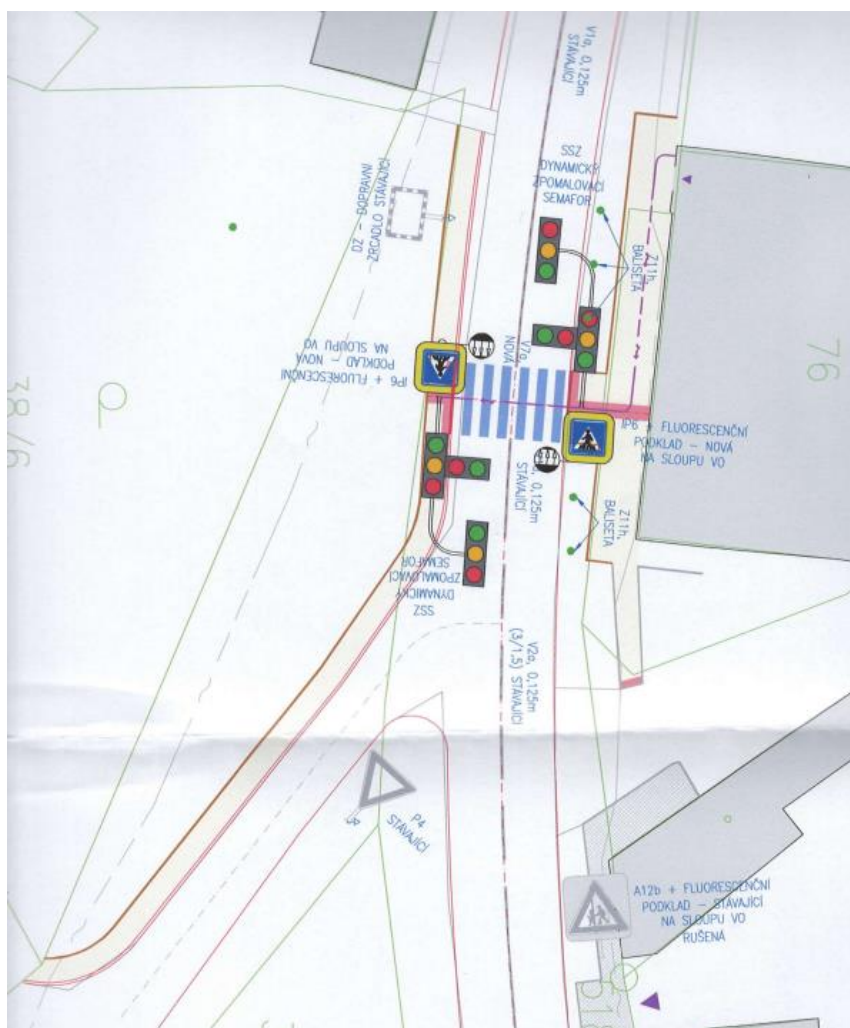 V1a, 0,125m
STÁVAJÍCÍ
SSZ
DYNAMICKÝ
ZPOMALOVACÍ
SEMAFOR
DZ – DOPRAVNÍ
ZRCADLO STÁVAJÍCÍ
Z11h,
BALISETA
76
IP6 + FLUORESCENČNÍ
PODKLAD – NOVÁ
NA SLOUPU VO
V7a,
NOVÁ
38/6
IP6 + FLUORESCENČNÍ
PODKLAD – NOVÁ
NA SLOUPU VO
0,125m
STÁVAJÍCÍ
Z11h,
BALISETA
SSZ
DYNAMICKÝ
ZPOMALOVACÍ
SEMAFOR
V2a, 0,125m
(3/1,5) STÁVAJÍCÍ
P4
STÁVAJÍCÍ
A12b + FLUORESCENČNÍ
PODKLAD – STÁVAJÍCÍ
NA SLOUPU VO
RUŠENÁ